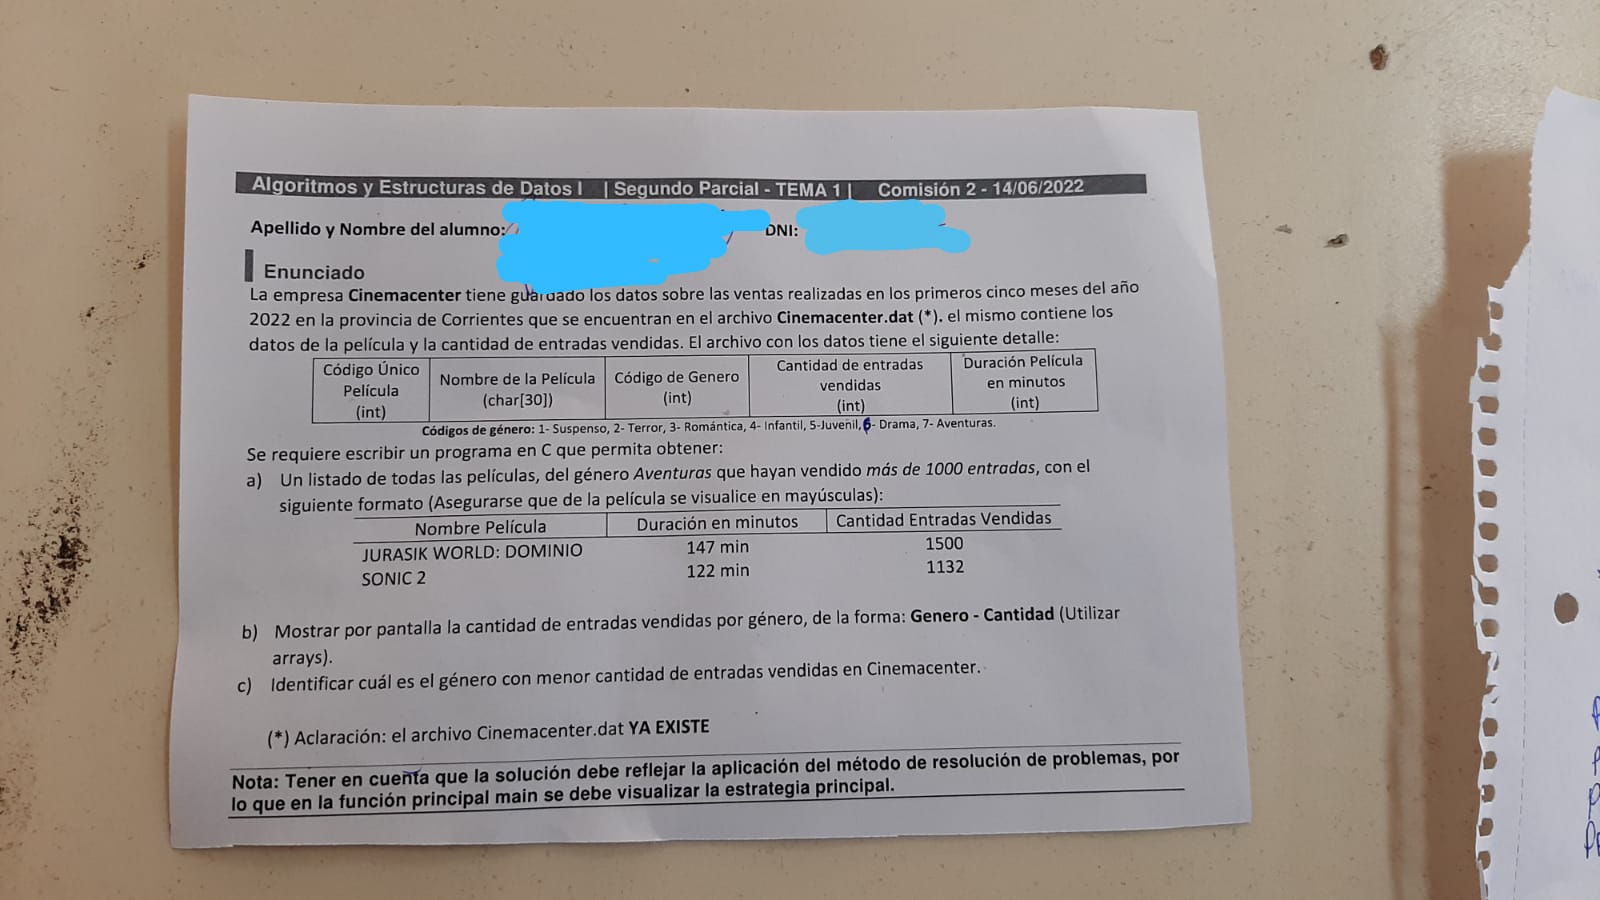 Algoritmos y Estructuras de Datos I | Segundo Parcial - TEMA 1 | Comisión 2 - 14/06/2022
Apellido y Nombre del alumno: DNI:
Enunciado
La empresa Cinemacenter tiene guardado los datos sobre las ventas realizadas en los primeros cinco meses del año
2022 en la provincia de Corrientes que se encuentran en el archivo Cinemacenter.dat (*). el mismo contiene los
datos de la película y la cantidad de entradas vendidas. El archivo con los datos tiene el siguiente detalle:
Código Único Película (int) Nombre de la Película (char[30]) Código de Genero (int) Cantidad de entradas vendidas (int) Duración Película en minutos (int)
Códigos de género: 1- Suspenso, 2- Terror, 3- Romántica, 4- Infantil, 5-Juvenil, 6- Drama, 7- Aventuras.
Se requiere escribir un programa en C que permita obtener:
a) Un listado de todas las películas, del género Aventuras que hayan vendido más de 1000 entradas, con el
siguiente formato (Asegurarse que de la película se visualice en mayúsculas):
Nombre Película Duración en minutos Cantidad Entradas Vendidas
JURASIK WORLD: DOMINIO 147 min 1500
SONIC 2 122 min 1132
b) Mostrar por pantalla la cantidad de entradas vendidas por género, de la forma: Genero - Cantidad (Utilizar
arrays).
c) Identificar cuál es el género con menor cantidad de entradas vendidas en Cinemacenter.
(*) Aclaración: el archivo Cinemacenter.dat YA EXISTE
Nota: Tener en cuenta que la solución debe reflejar la aplicación del método de resolución de problemas, por
lo que en la función principal main se debe visualizar la estrategia principal.